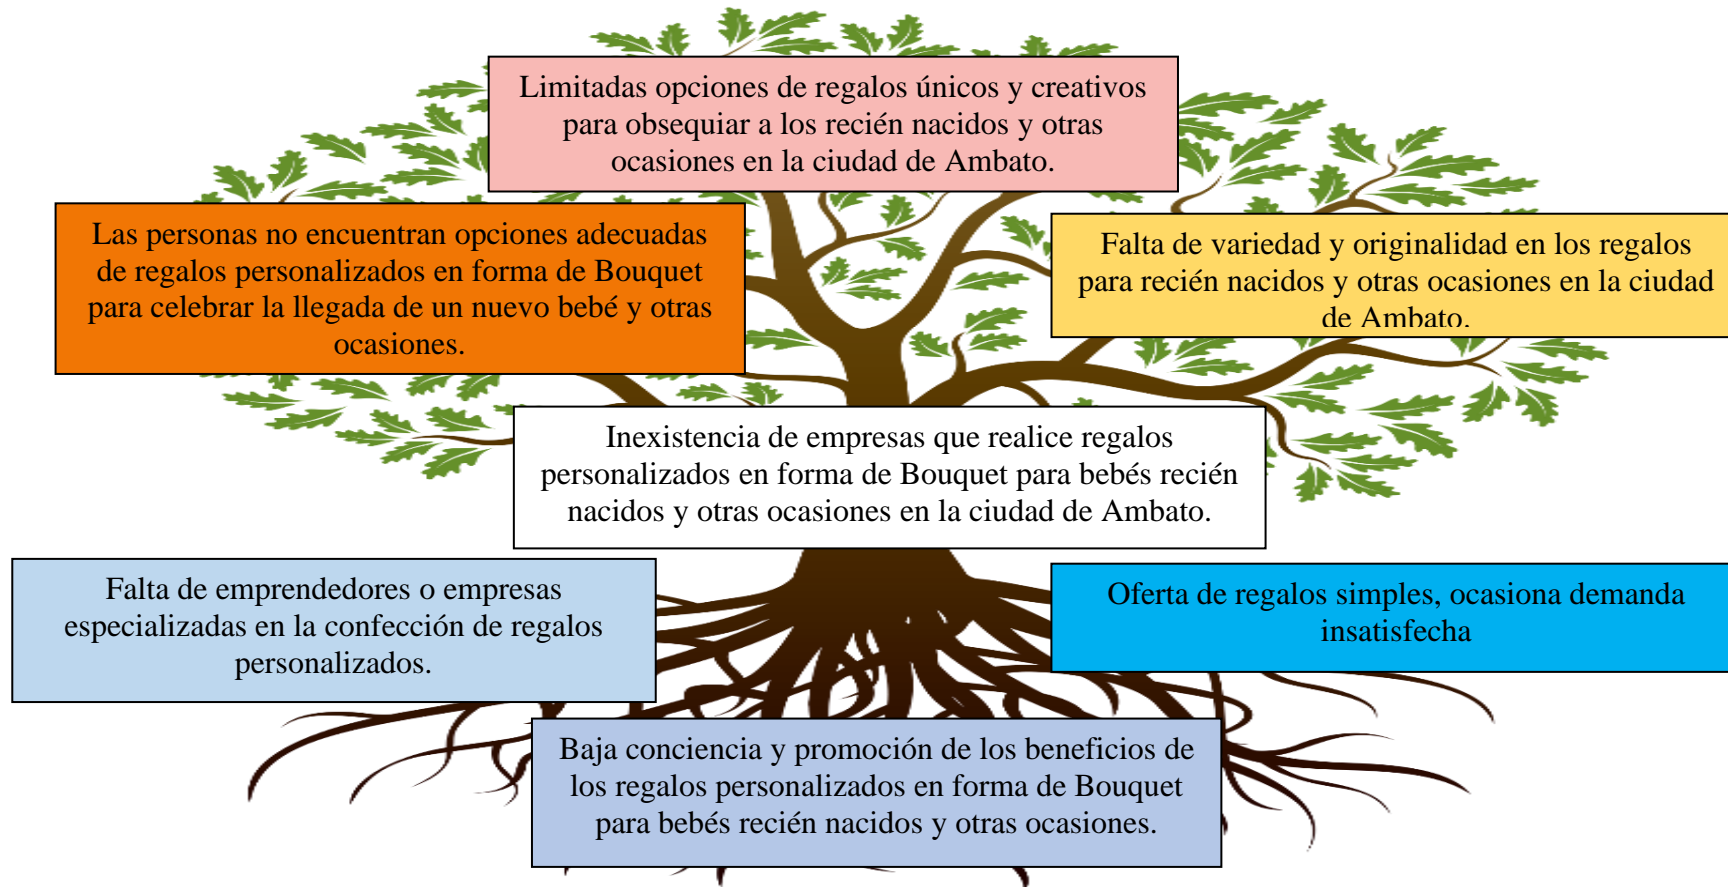 Limitadas opciones de regalos únicos y creativos
para obsequiar a los recién nacidos y otras
ocasiones en la ciudad de Ambato.
Las personas no encuentran opciones adecuadas
de regalos personalizados en forma de Bouquet
para celebrar la llegada de un nuevo bebé y otras
ocasiones.
Falta de variedad y originalidad en los regalos
para recién nacidos y otras ocasiones en la ciudad
de Ambato.
Inexistencia de empresas que realice regalos
personalizados en forma de Bouquet para bebés recién
nacidos y otras ocasiones en la ciudad de Ambato.
Falta de emprendedores o empresas
especializadas en la confección de regalos
personalizados.
Oferta de regalos simples, ocasiona demanda
insatisfecha
Baja conciencia y promoción de los beneficios de
los regalos personalizados en forma de Bouquet
para bebés recién nacidos y otras ocasiones.